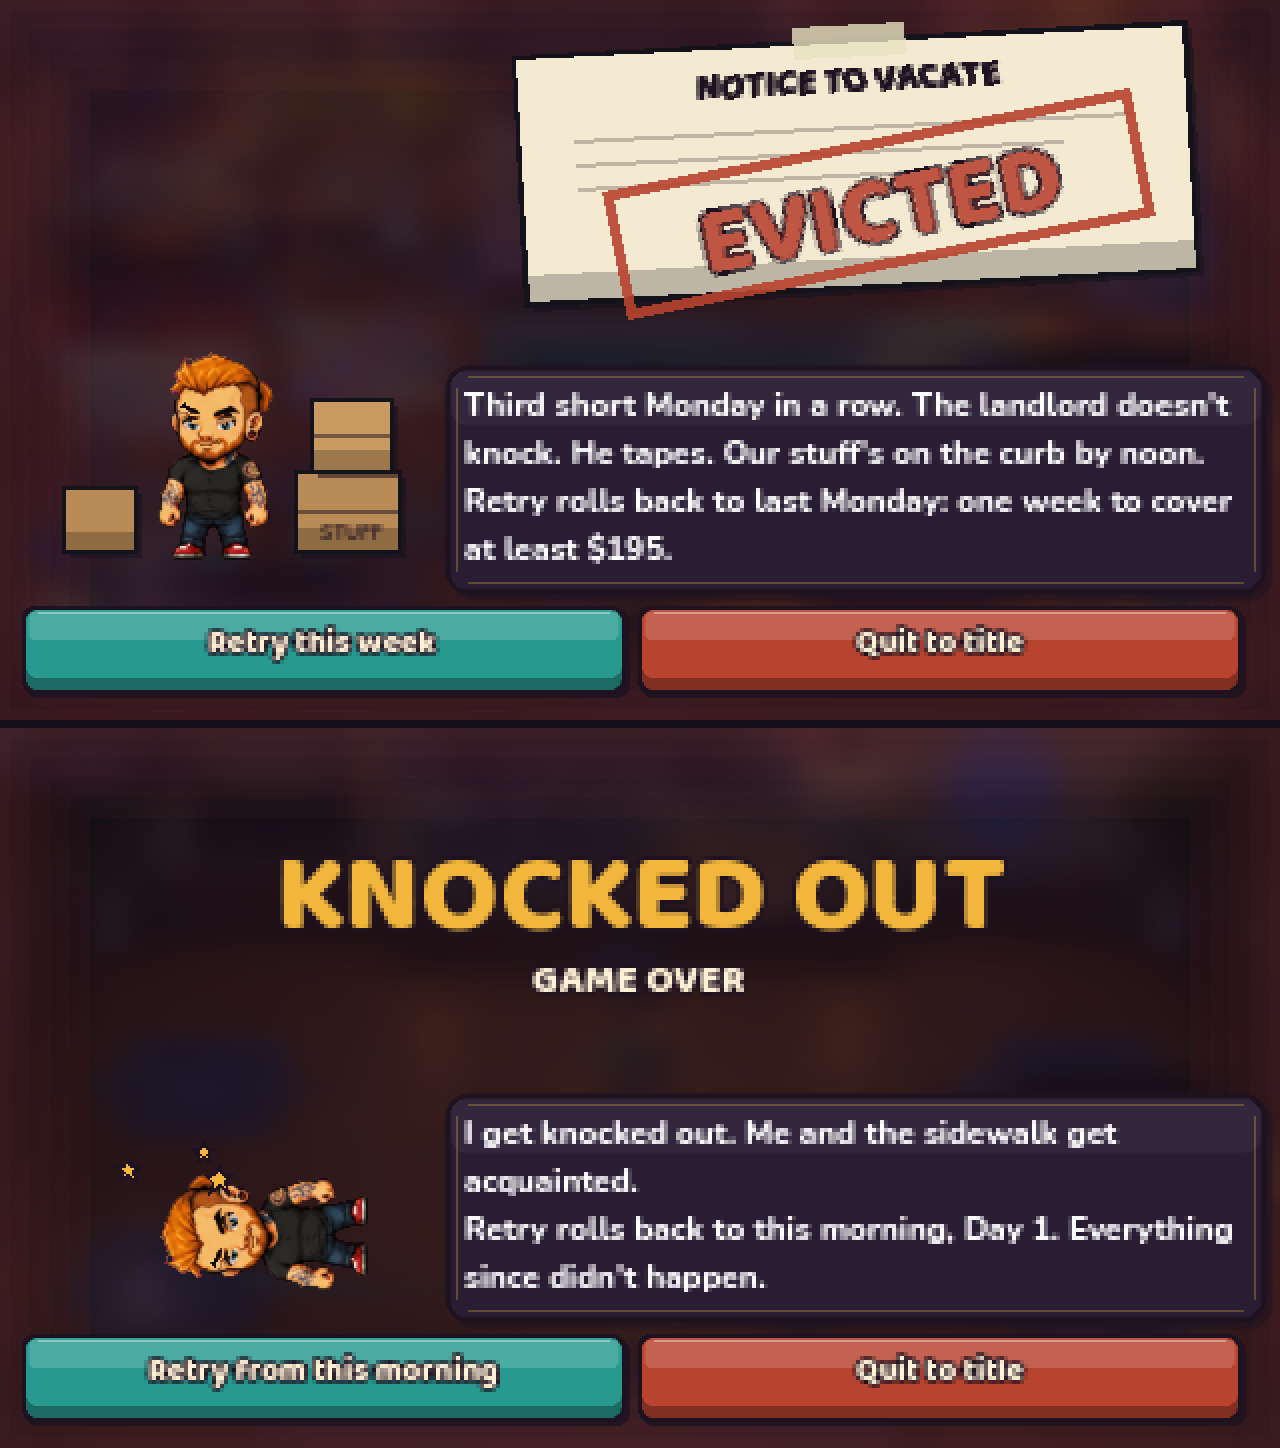 NOTICE TO VACATE
EVICTED
STUFF
Third short Monday in a row. The landlord doesn't
knock. He tapes. Our stuff's on the curb by noon.
Retry rolls back to last Monday: one week to cover
at least $195.
Retry this week
Quit to title
KNOCKED OUT
GAME OVER
I get knocked out. Me and the sidewalk get
acquainted.
Retry rolls back to this morning, Day 1. Everything
since didn't happen.
Retry from this morning
Quit to title